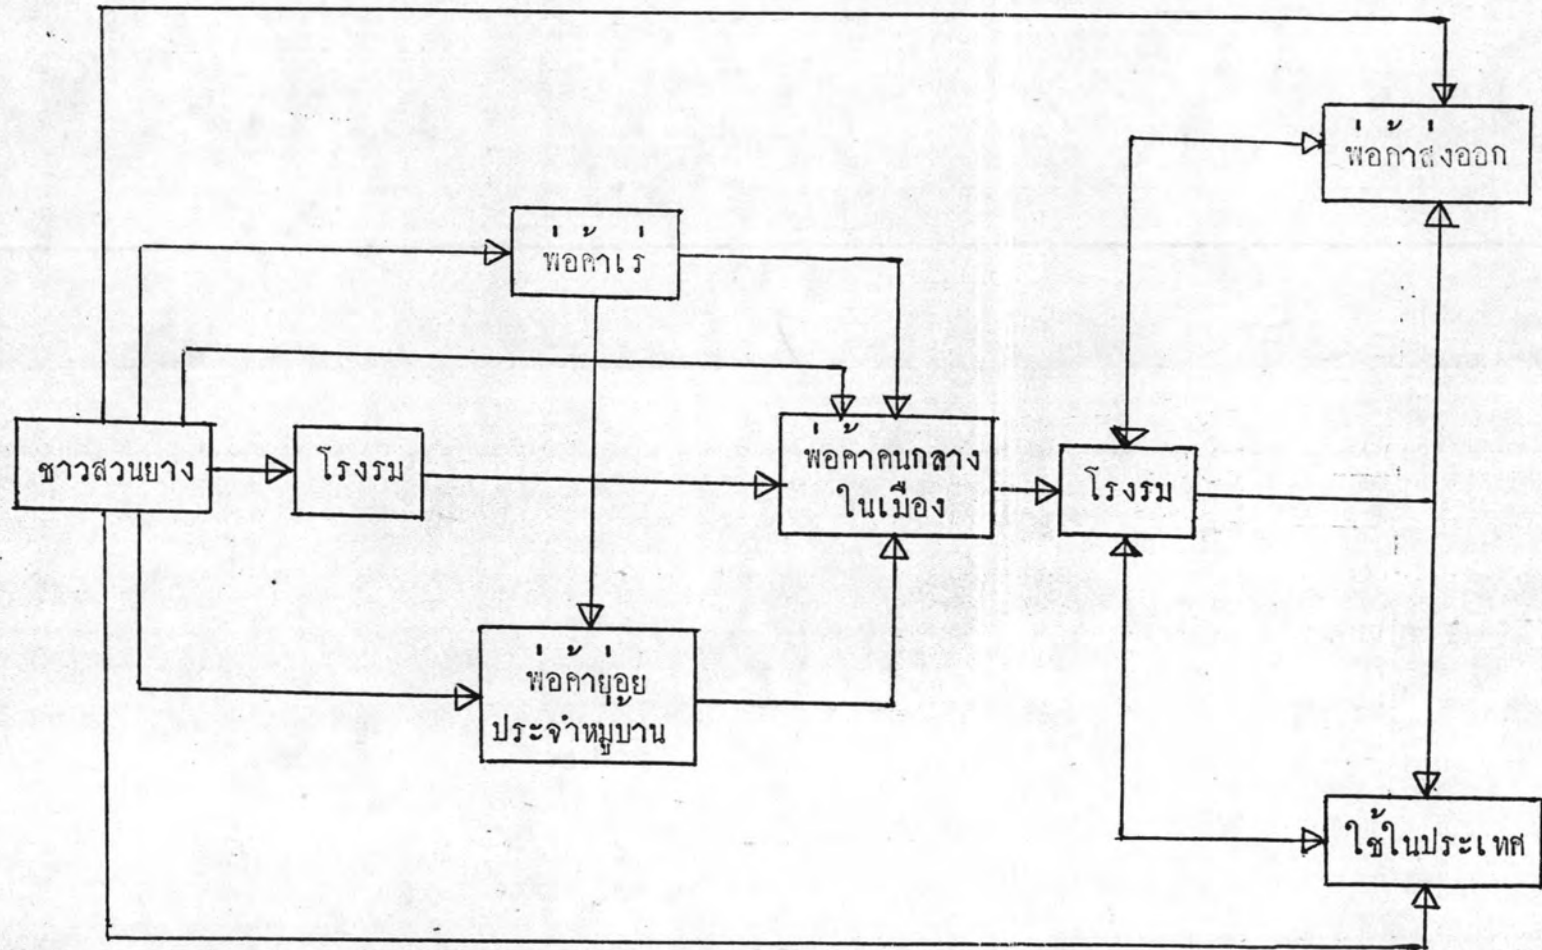 พ่อค้าส่งออก
พ่อค้าเร่
ชาวสวนยาง
โรงรม
พ่อค้าคนกลาง
ในเมือง
โรงรม
พ่อค้าย่อย
ประจำหมู่บ้าน
ใช้ในประเทศ